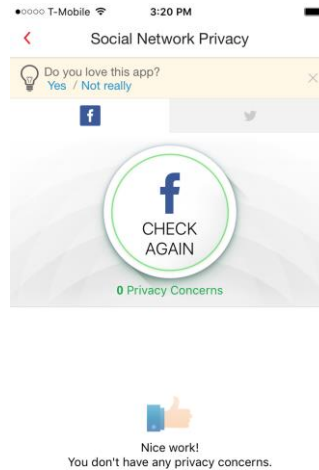 T-Mobile 3:20 PM
Social Network Privacy
Do you love this app?
Yes / Not really
f
f
CHECK
AGAIN
0 Privacy Concerns
Nice work!
You don't have any privacy concerns.